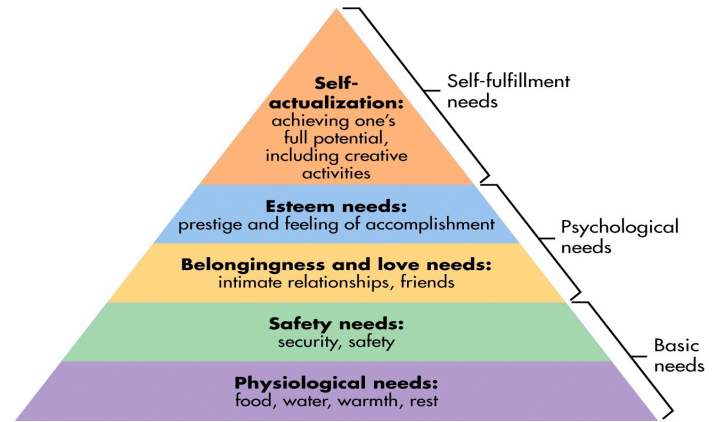 Self-
actualization:
achieving one's
full potential,
including creative
activities
Self-fulfillment
needs
Esteem needs:
prestige and feeling of accomplishment
Psychological
needs
Belongingness and love needs:
intimate relationships, friends
Safety needs:
security, safety
Basic
needs
Physiological needs:
food, water, warmth, rest